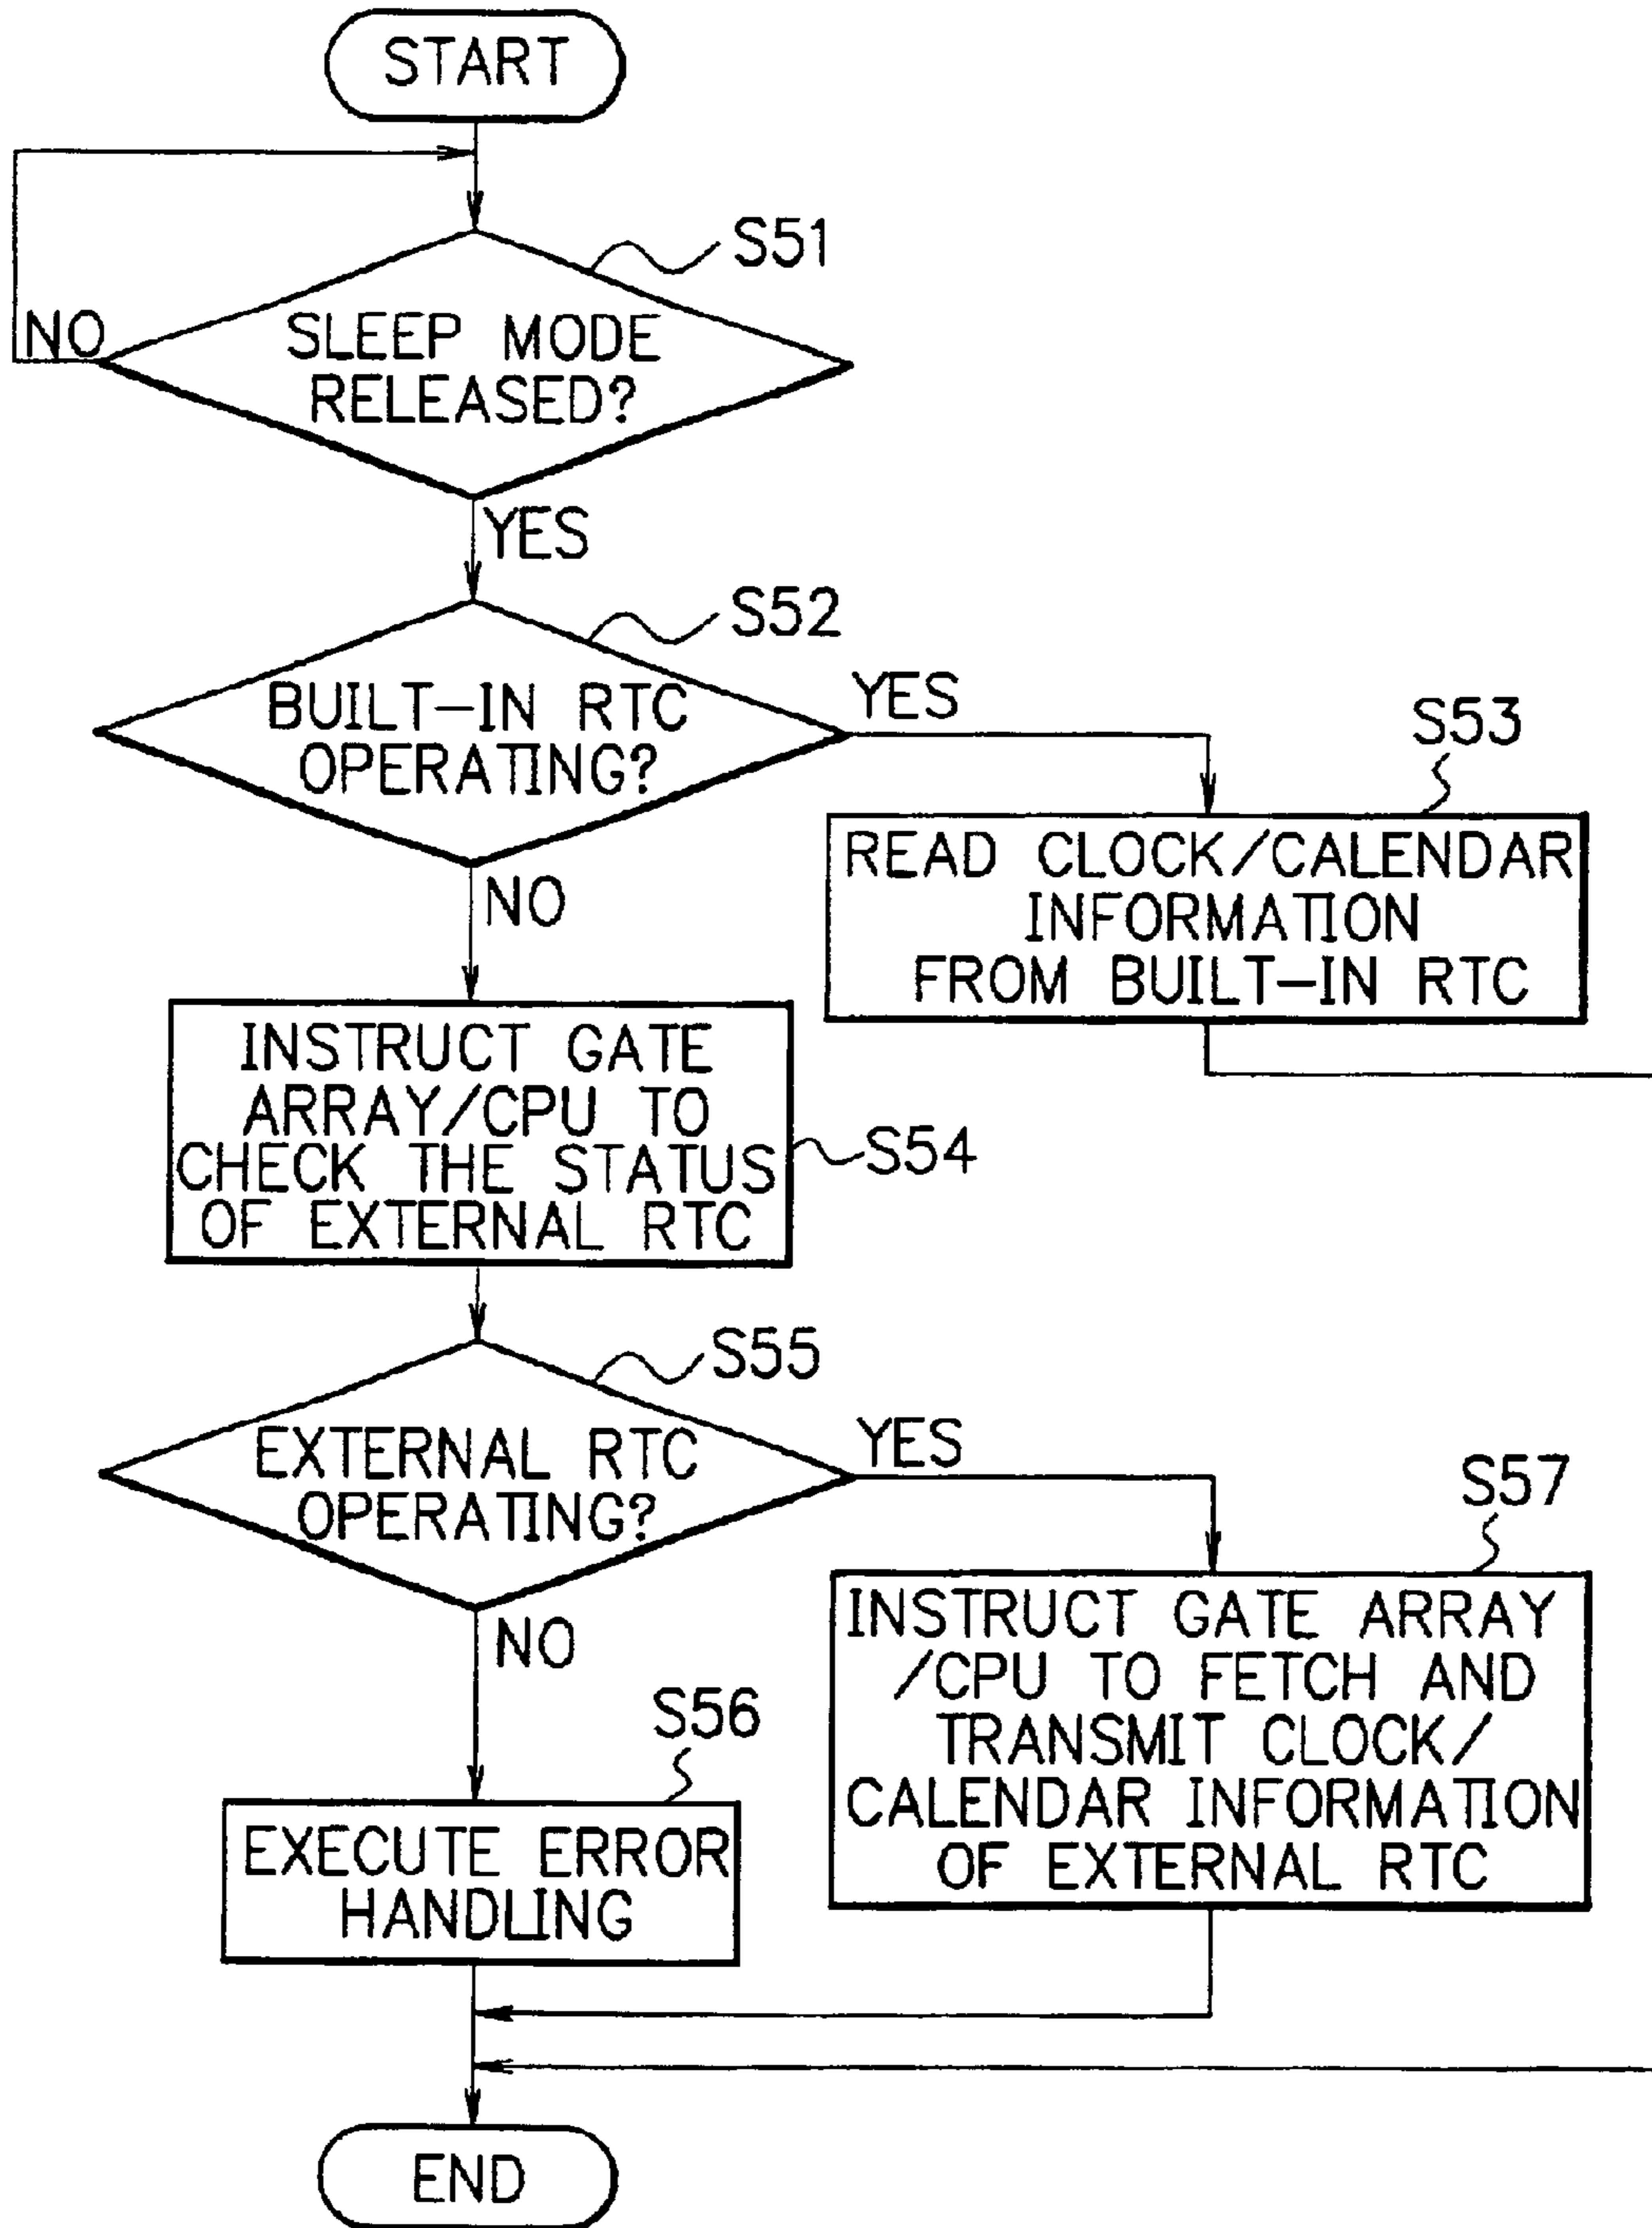 START
S51
NO
SLEEP MODE
RELEASED?
YES
S52
BUILT-IN RTC
OPERATING?
YES
S53
READ CLOCK/CALENDAR
INFORMATION
FROM BUILT-IN RTC
NO
INSTRUCT GATE
ARRAY/CPU TO
CHECK THE STATUS
OF EXTERNAL RTC
S54
S55
EXTERNAL RTC
OPERATING?
YES
S57
INSTRUCT GATE ARRAY
/CPU TO FETCH AND
TRANSMIT CLOCK/
CALENDAR INFORMATION
OF EXTERNAL RTC
NO
S56
EXECUTE ERROR
HANDLING
END